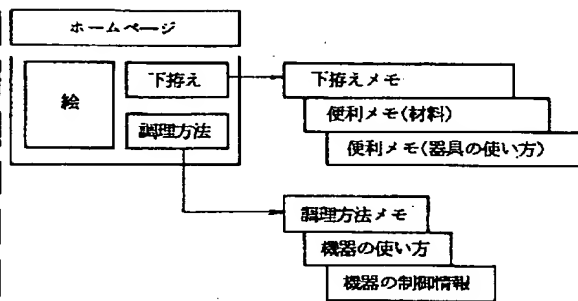 ホームページ
絵
下拵え
調理方法
下拵えメモ
便利メモ(材料)
便利メモ(器具の使い方)
調理方法メモ
機器の使い方
機器の制御情報